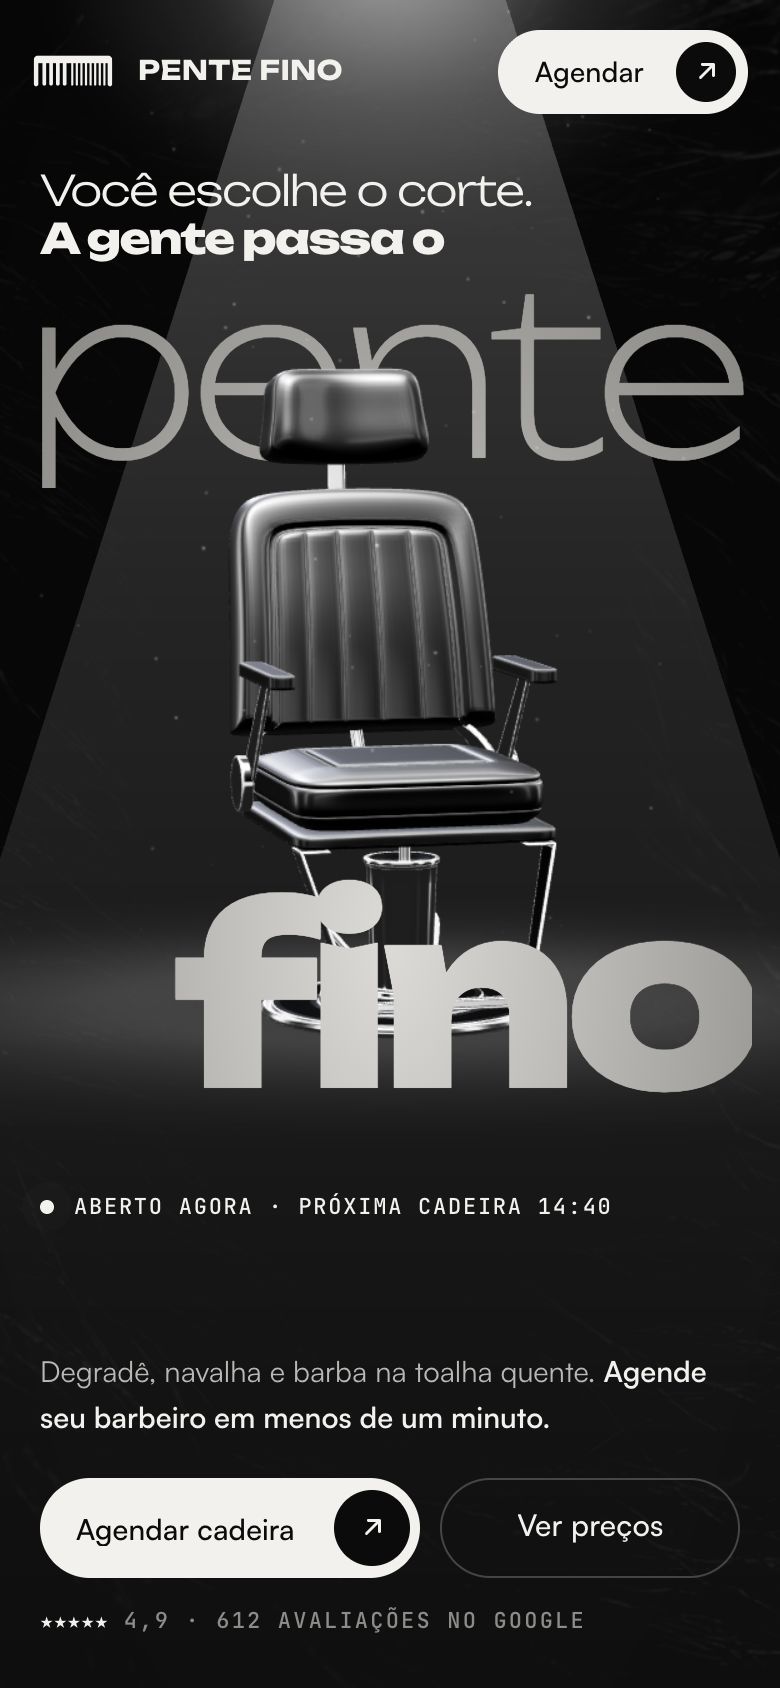 PENTE FINO
Agendar
Você escolhe o corte.
A gente passa o
pente
fino
ABERTO AGORA · PRÓXIMA CADEIRA 14:40
Degradê, navalha e barba na toalha quente. Agende
seu barbeiro em menos de um minuto.
Agendar cadeira
Ver preços
★★★★★ 4,9 · 612 AVALIAÇÕES NO GOOGLE